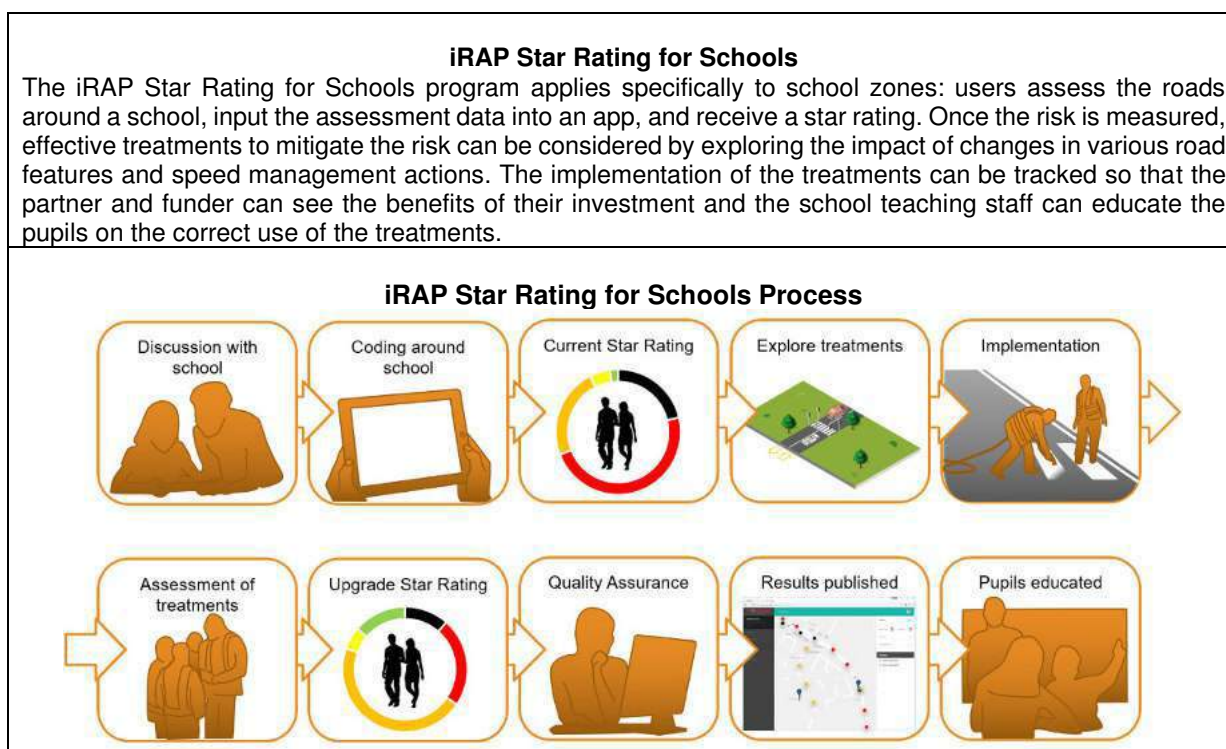 iRAP Star Rating for Schools
The iRAP Star Rating for Schools program applies specifically to school zones: users assess the roads
around a school, input the assessment data into an app, and receive a star rating. Once the risk is measured,
effective treatments to mitigate the risk can be considered by exploring the impact of changes in various road
features and speed management actions. The implementation of the treatments can be tracked so that the
partner and funder can see the benefits of their investment and the school teaching staff can educate the
pupils on the correct use of the treatments.
iRAP Star Rating for Schools Process
Discussion with
school
Coding around
school
Current Star Rating
Explore treatments
Implementation
Assessment of
treatments
Upgrade Star Rating
Quality Assurance
Results published
Pupils educated